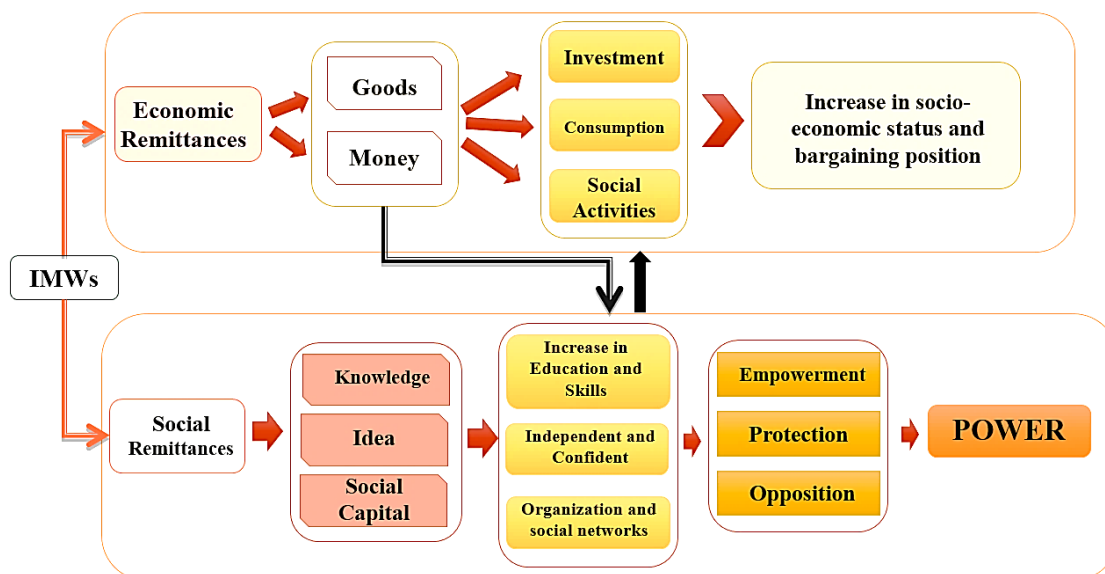 IMWs
Economic
Remittances
Goods
Money
Investment
Consumption
Social
Activities
Increase in socio-
economic status and
bargaining position
Social
Remittances
Knowledge
Idea
Social
Capital
Increase in
Education and
Skills
Independent and
Confident
Organization and
social networks
Empowerment
Protection
Opposition
POWER